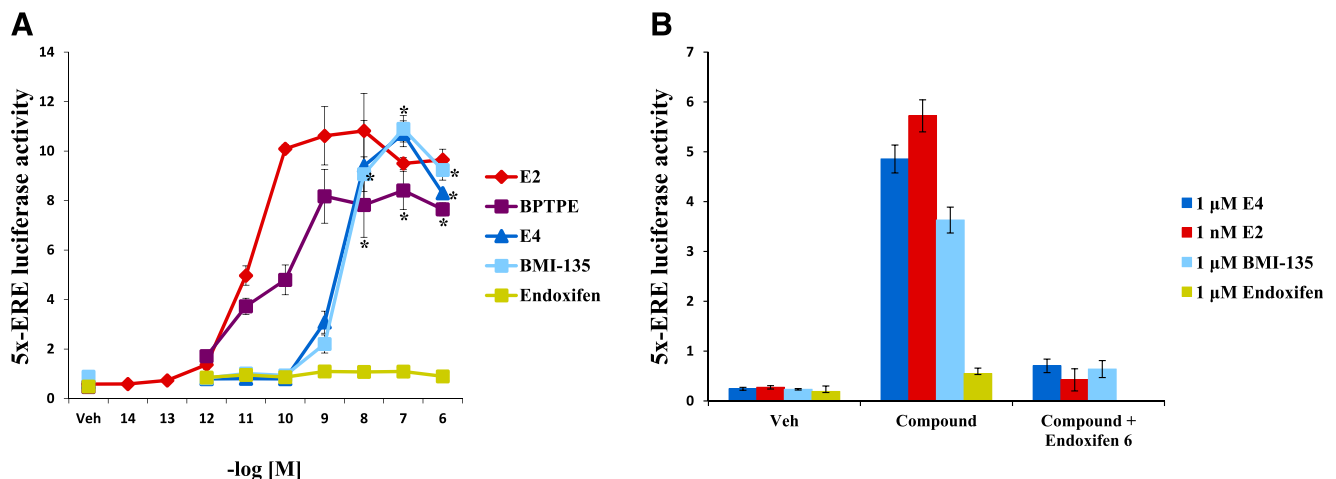 A
14
12
10
8
6
4
2
0
5x-ERE luciferase activity
Veh 14 13 12 11 10 9 8 7 6
-log [M]
*
*
*
*
*
*
*
E2
BPTPE
E4
BMI-135
Endoxifen
B
7
6
5
4
3
2
1
0
5x-ERE luciferase activity
Veh
Compound
Compound +
Endoxifen 6
1 µM E4
1 nM E2
1 µM BMI-135
1 µM Endoxifen